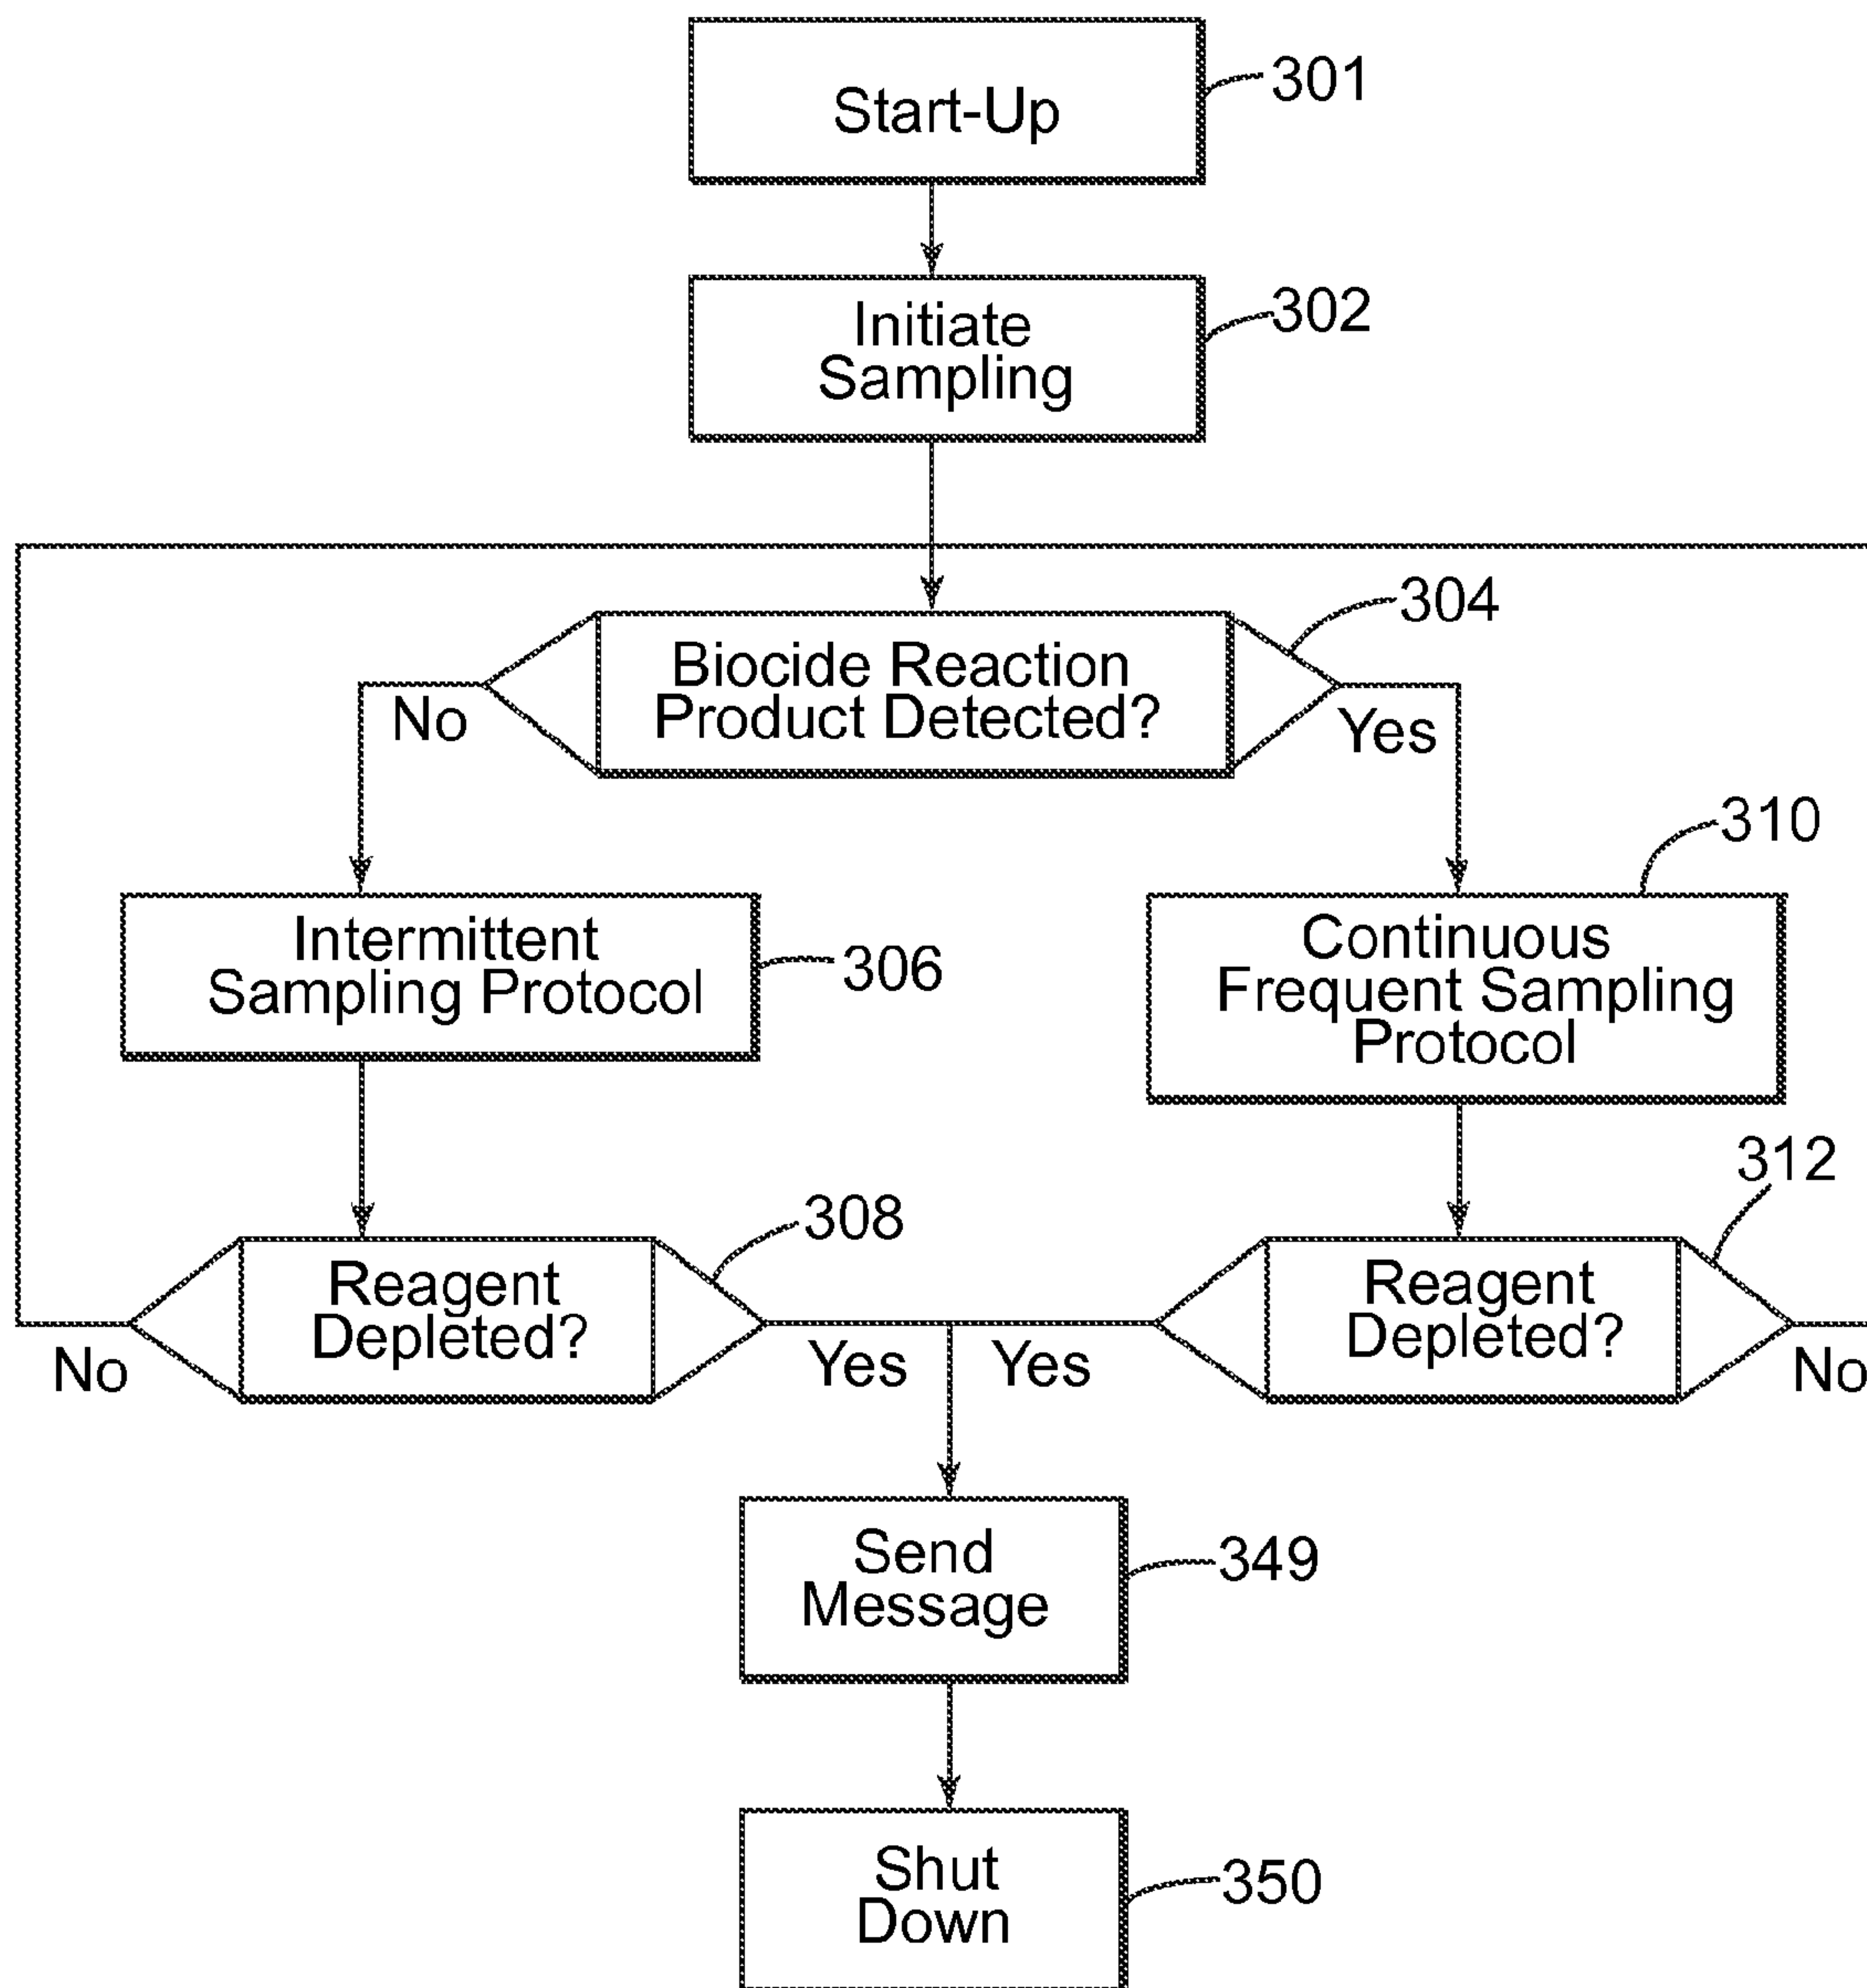 Start-Up
301
Initiate
Sampling
302
304
Biocide Reaction
Product Detected?
No
Yes
310
Intermittent
Sampling Protocol
306
Continuous
Frequent Sampling
Protocol
308
312
Reagent
Depleted?
Reagent
Depleted?
No
Yes
Yes
No
Send
Message
349
Shut
Down
350